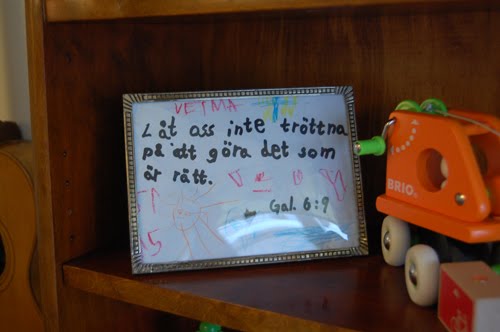 VETMA
Låt oss inte tröttna
på att göra det som
är rätt.
Gal. 6:9
BRIO